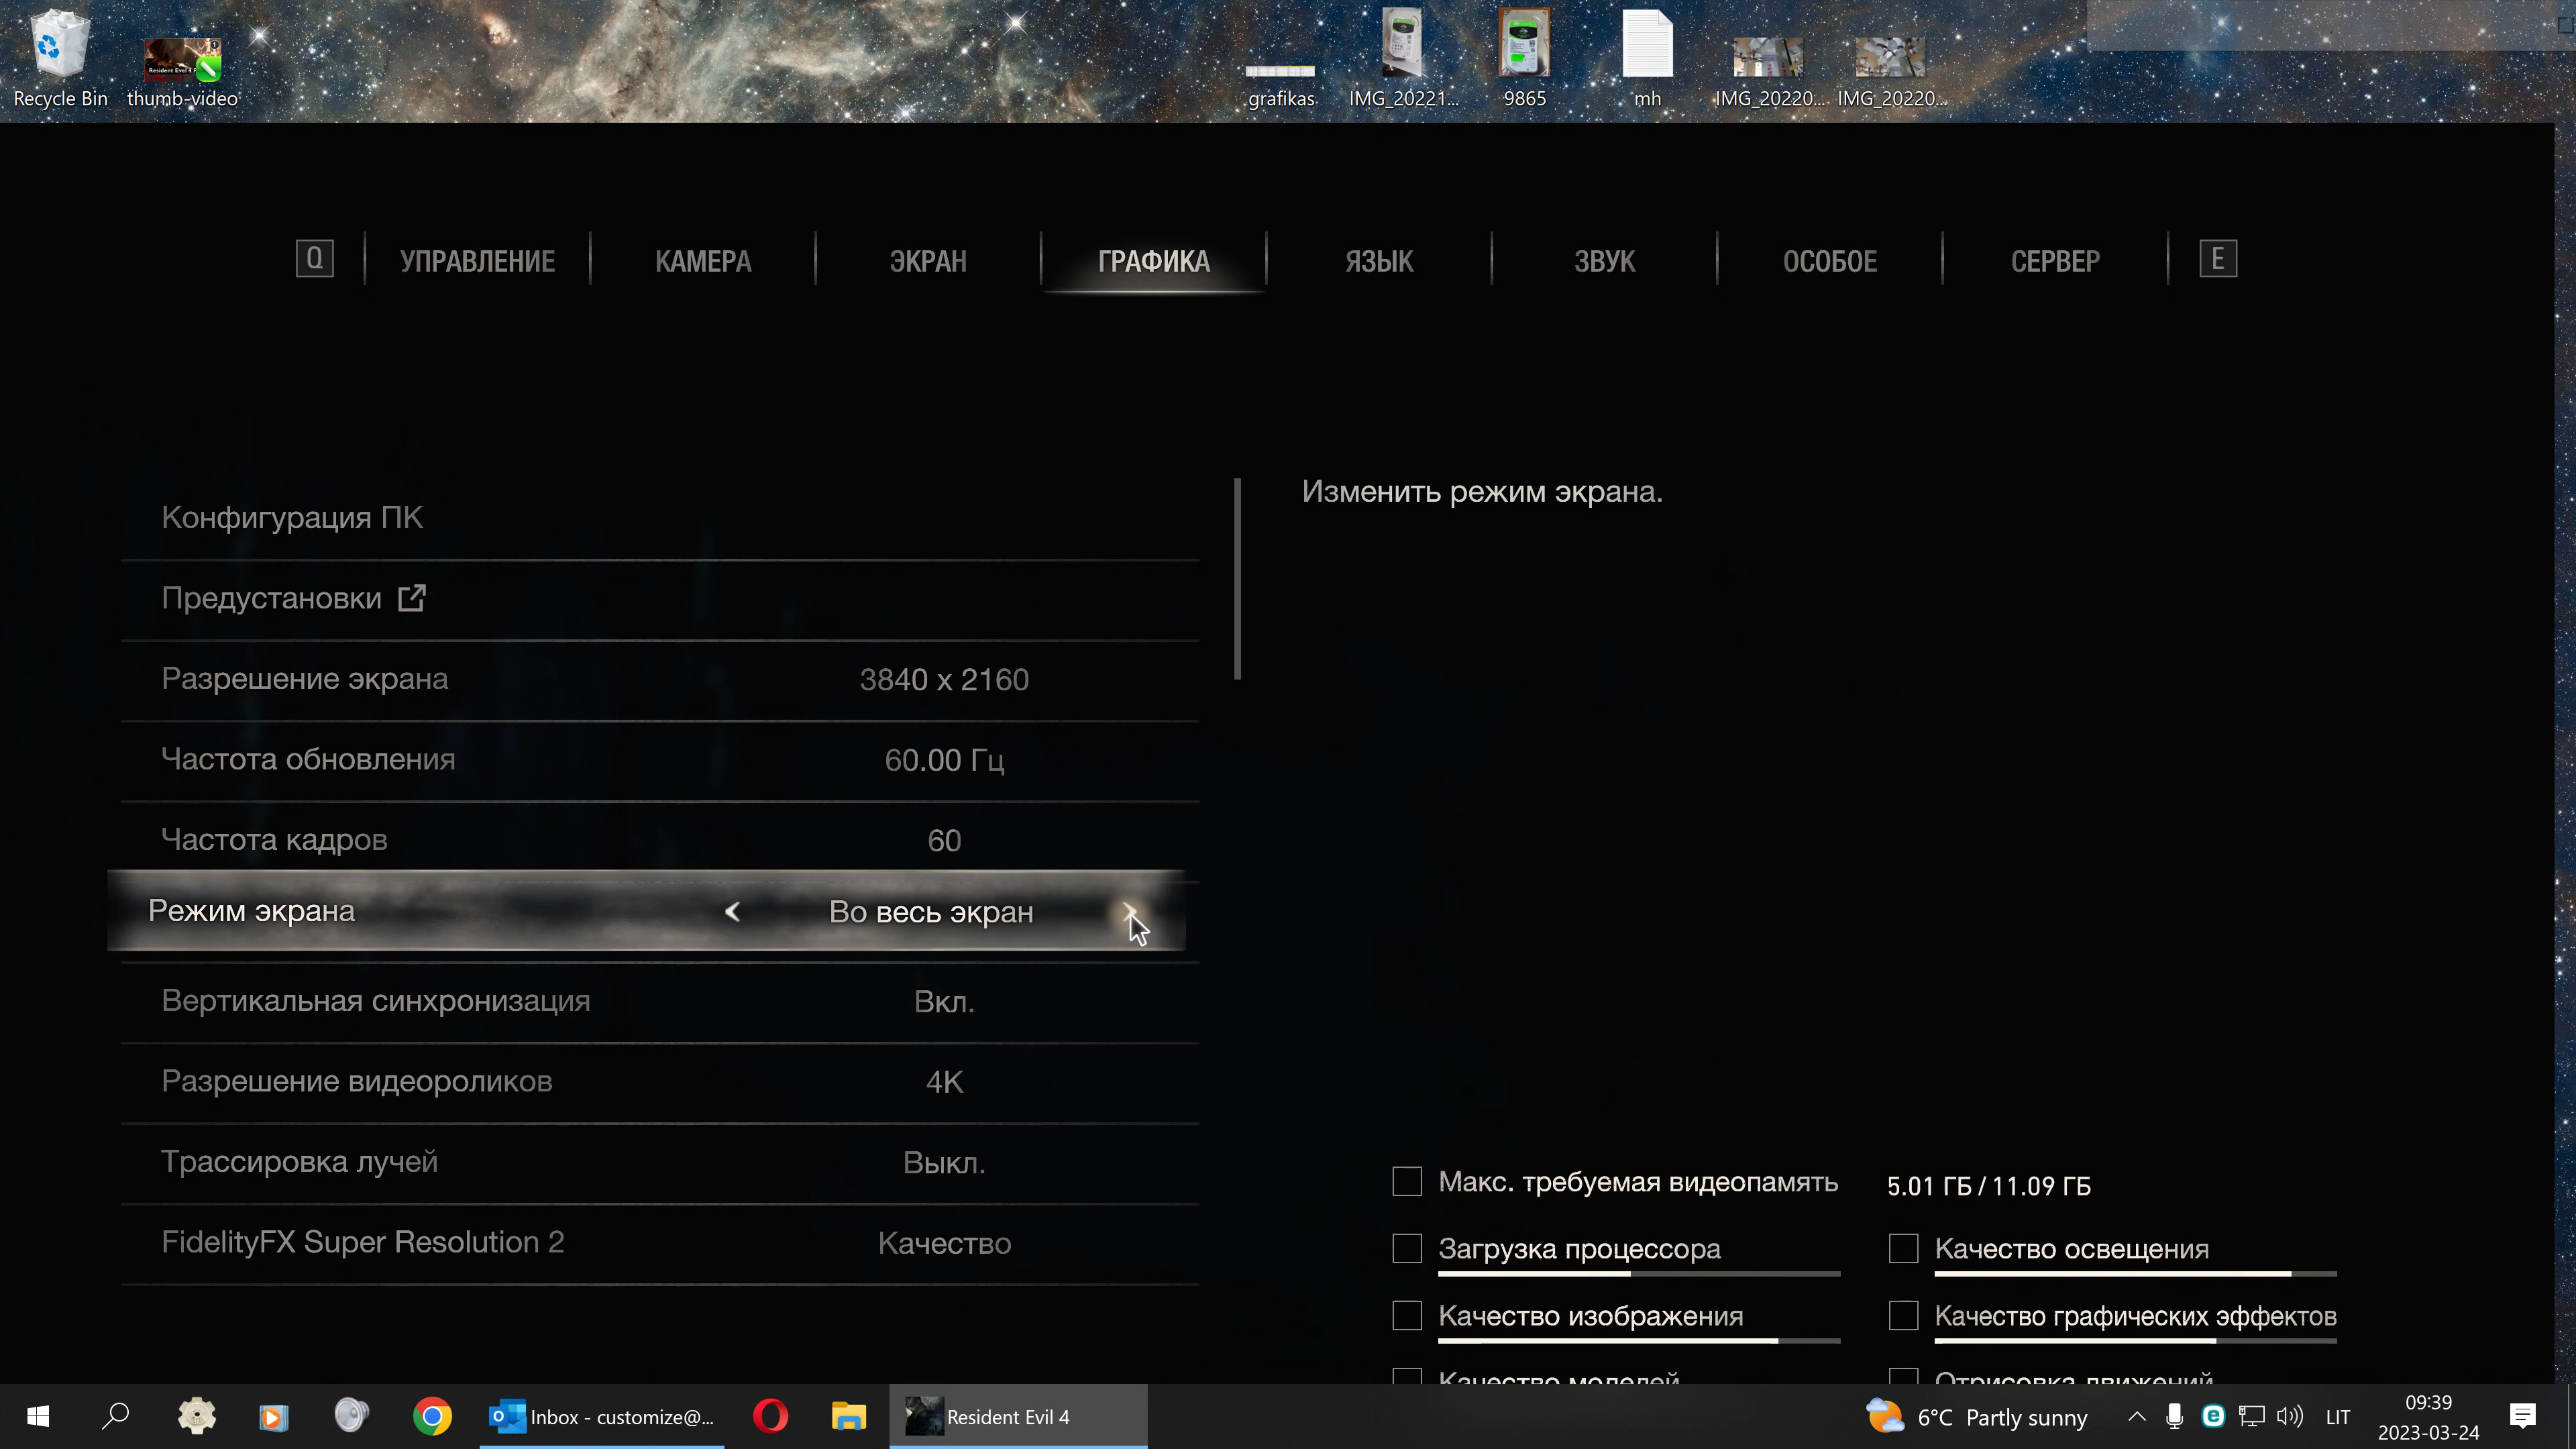 Recycle Bin
thumb-video
grafikas
IMG_20221...
9865
mh
IMG_20220...
IMG_20220...
Q
УПРАВЛЕНИЕ
КАМЕРА
ЭКРАН
ГРАФИКА
ЯЗЫК
ЗВУК
ОСОБОЕ
СЕРВЕР
E
Конфигурация ПК
Предустановки
Разрешение экрана 3840 x 2160
Частота обновления 60.00 Гц
Частота кадров 60
Режим экрана Во весь экран
Вертикальная синхронизация Вкл.
Разрешение видеороликов 4K
Трассировка лучей Выкл.
FidelityFX Super Resolution 2 Качество
Изменить режим экрана.
Макс. требуемая видеопамять 5.01 ГБ / 11.09 ГБ
Загрузка процессора
Качество освещения
Качество изображения
Качество графических эффектов
Качество моделей
Отрисовка движений
Inbox - customize@...
Resident Evil 4
6°C Partly sunny
LIT
09:39
2023-03-24